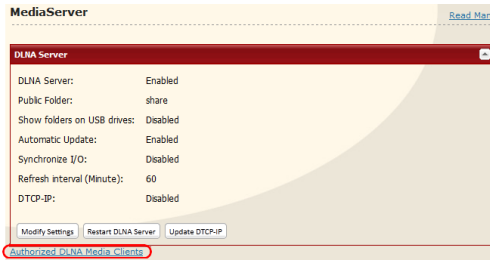 MediaServer
Read Man
DLNA Server
DLNA Server: Enabled
Public Folder: share
Show folders on USB drives: Disabled
Automatic Update: Enabled
Synchronize I/O: Disabled
Refresh interval (Minute): 60
DTCP-IP: Disabled
Modify Settings Restart DLNA Server Update DTCP-IP
Authorized DLNA Media Clients